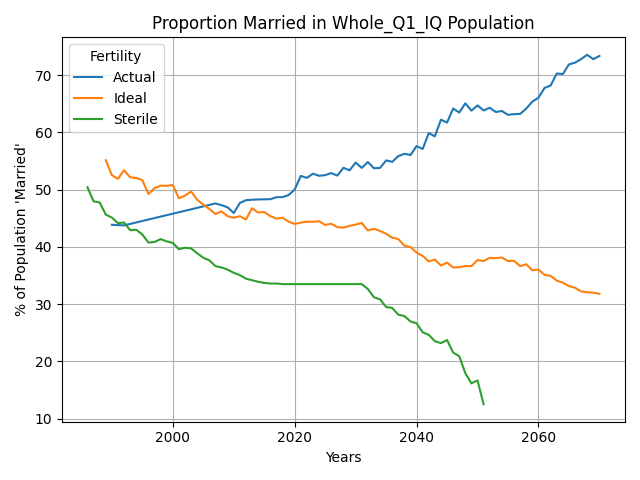 Proportion Married in Whole_Q1_IQ Population
Fertility
Actual
Ideal
Sterile
% of Population 'Married'
70
60
50
40
30
20
10
2000
2020
2040
2060
Years